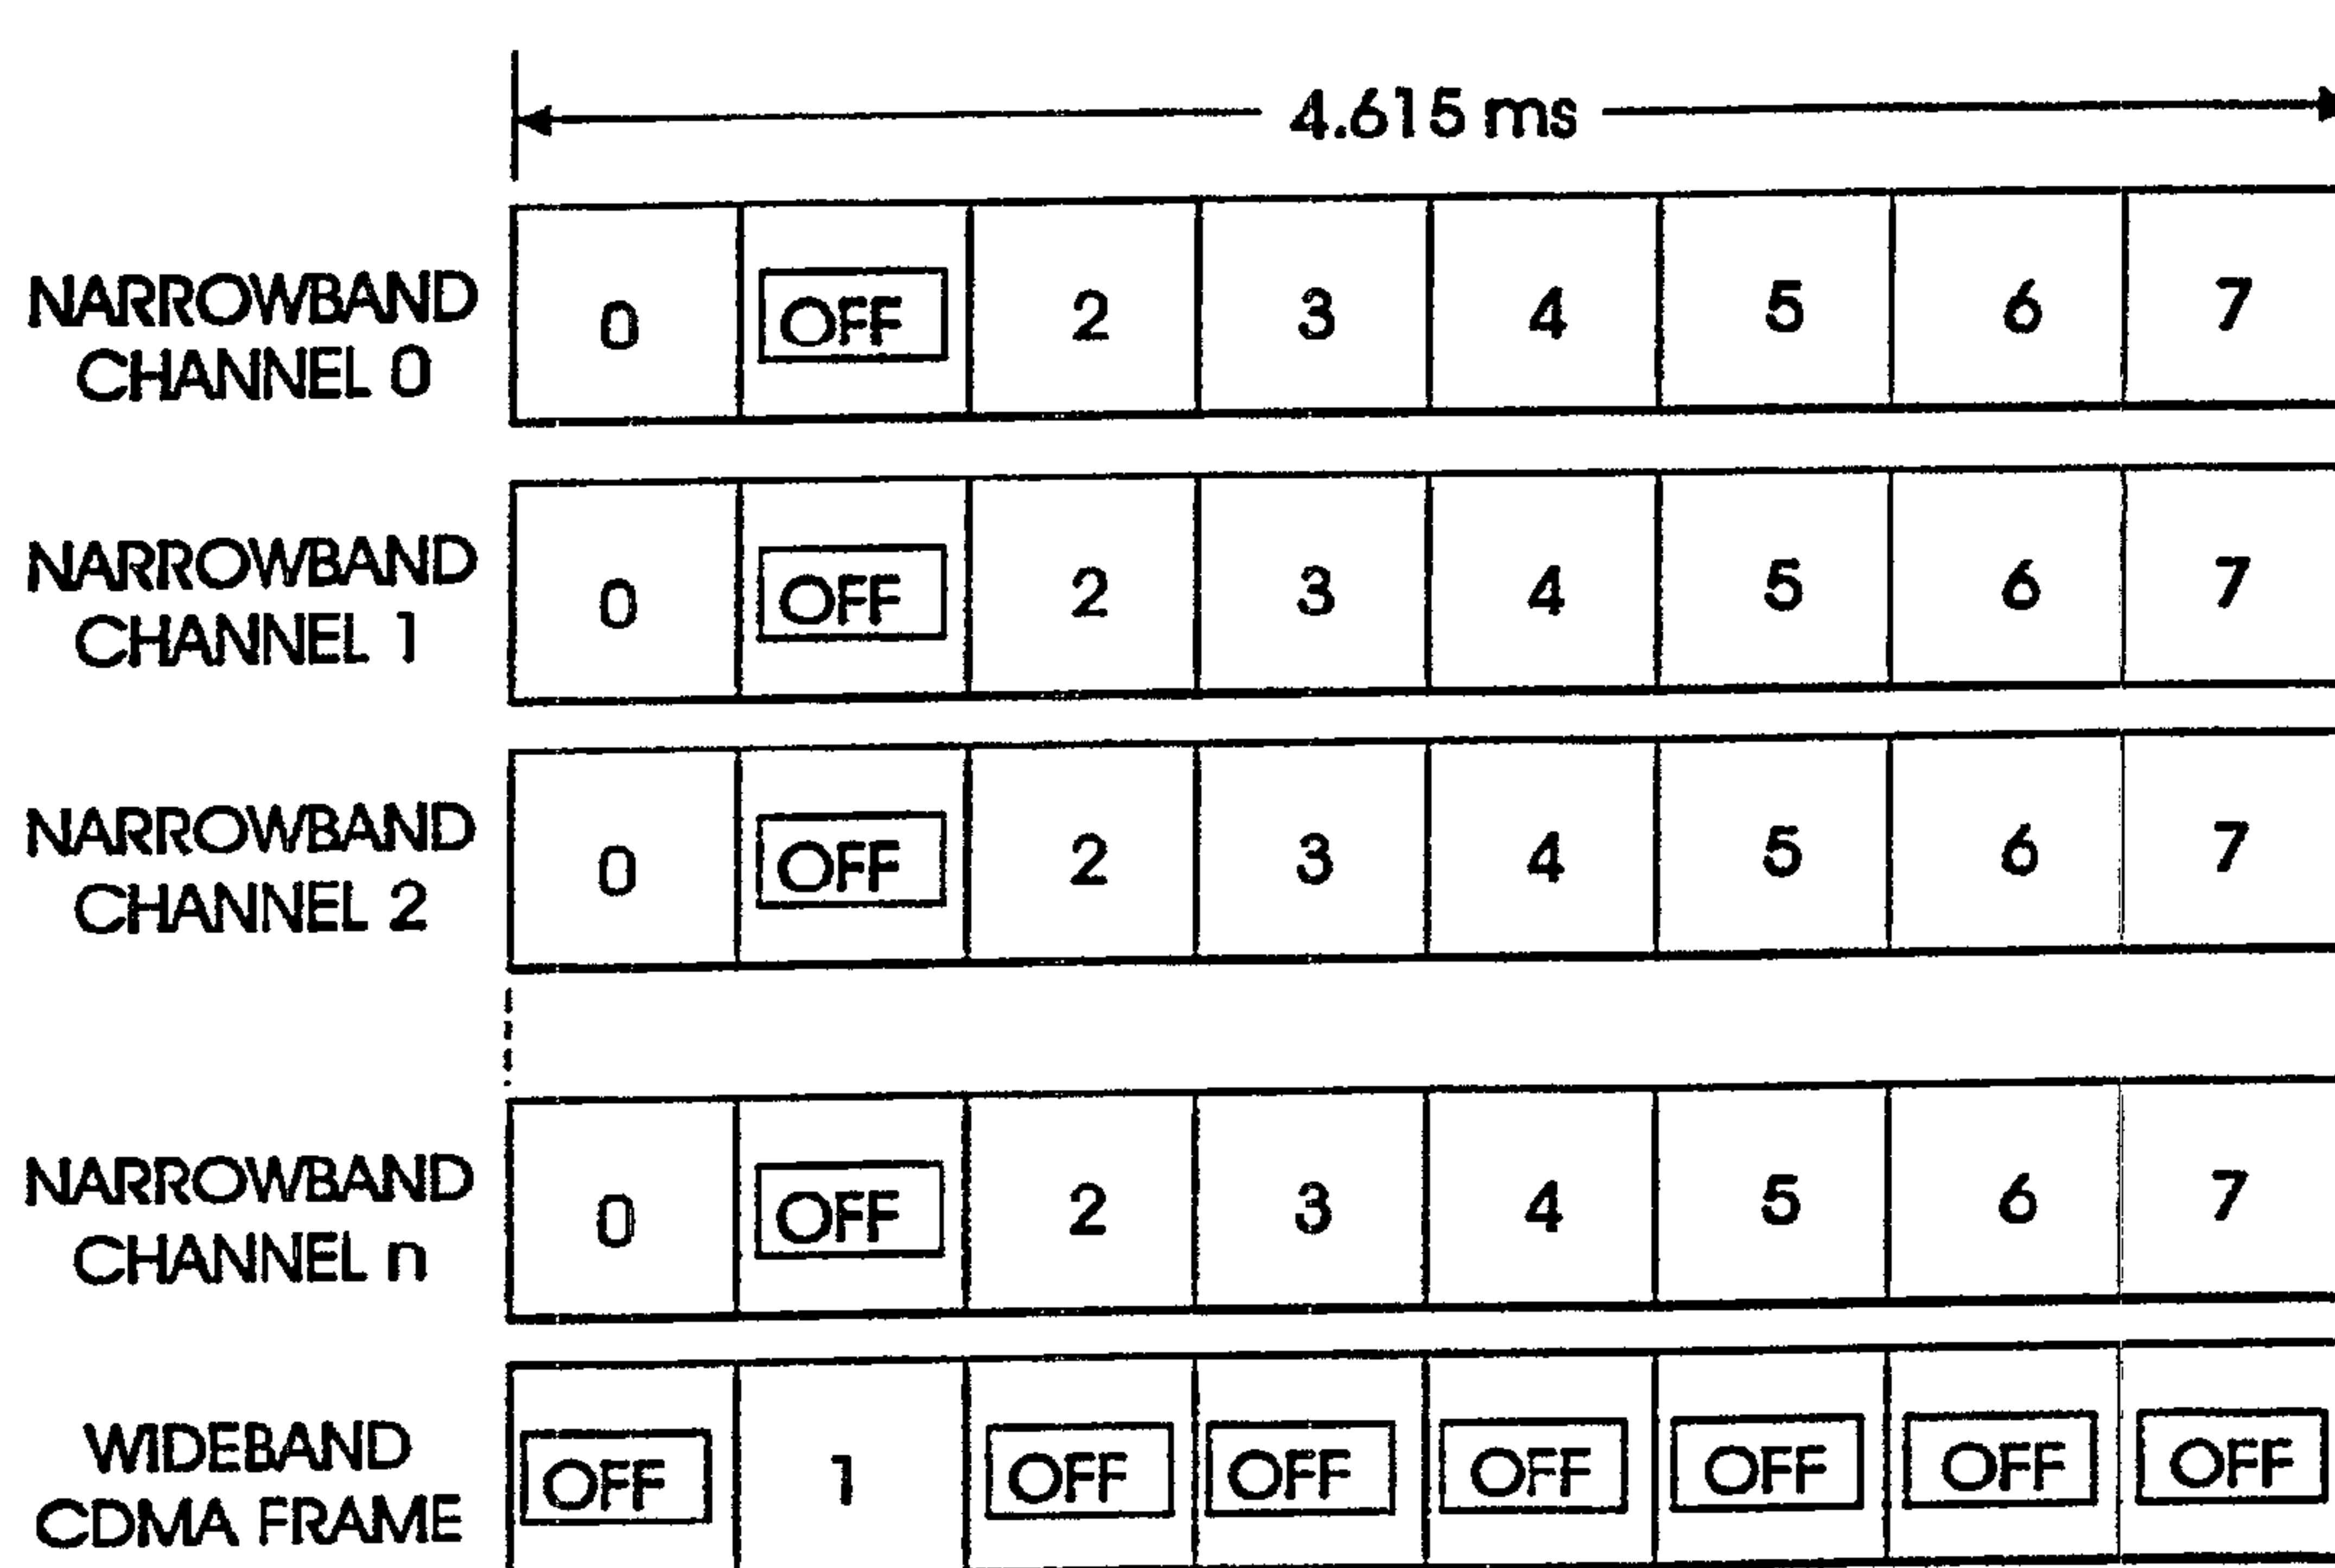 4.615 ms
NARROWBAND
CHANNEL 0
0 OFF 2 3 4 5 6 7
NARROWBAND
CHANNEL 1
0 OFF 2 3 4 5 6 7
NARROWBAND
CHANNEL 2
0 OFF 2 3 4 5 6 7
NARROWBAND
CHANNEL n
0 OFF 2 3 4 5 6 7
WIDEBAND
CDMA FRAME
OFF 1 OFF OFF OFF OFF OFF OFF